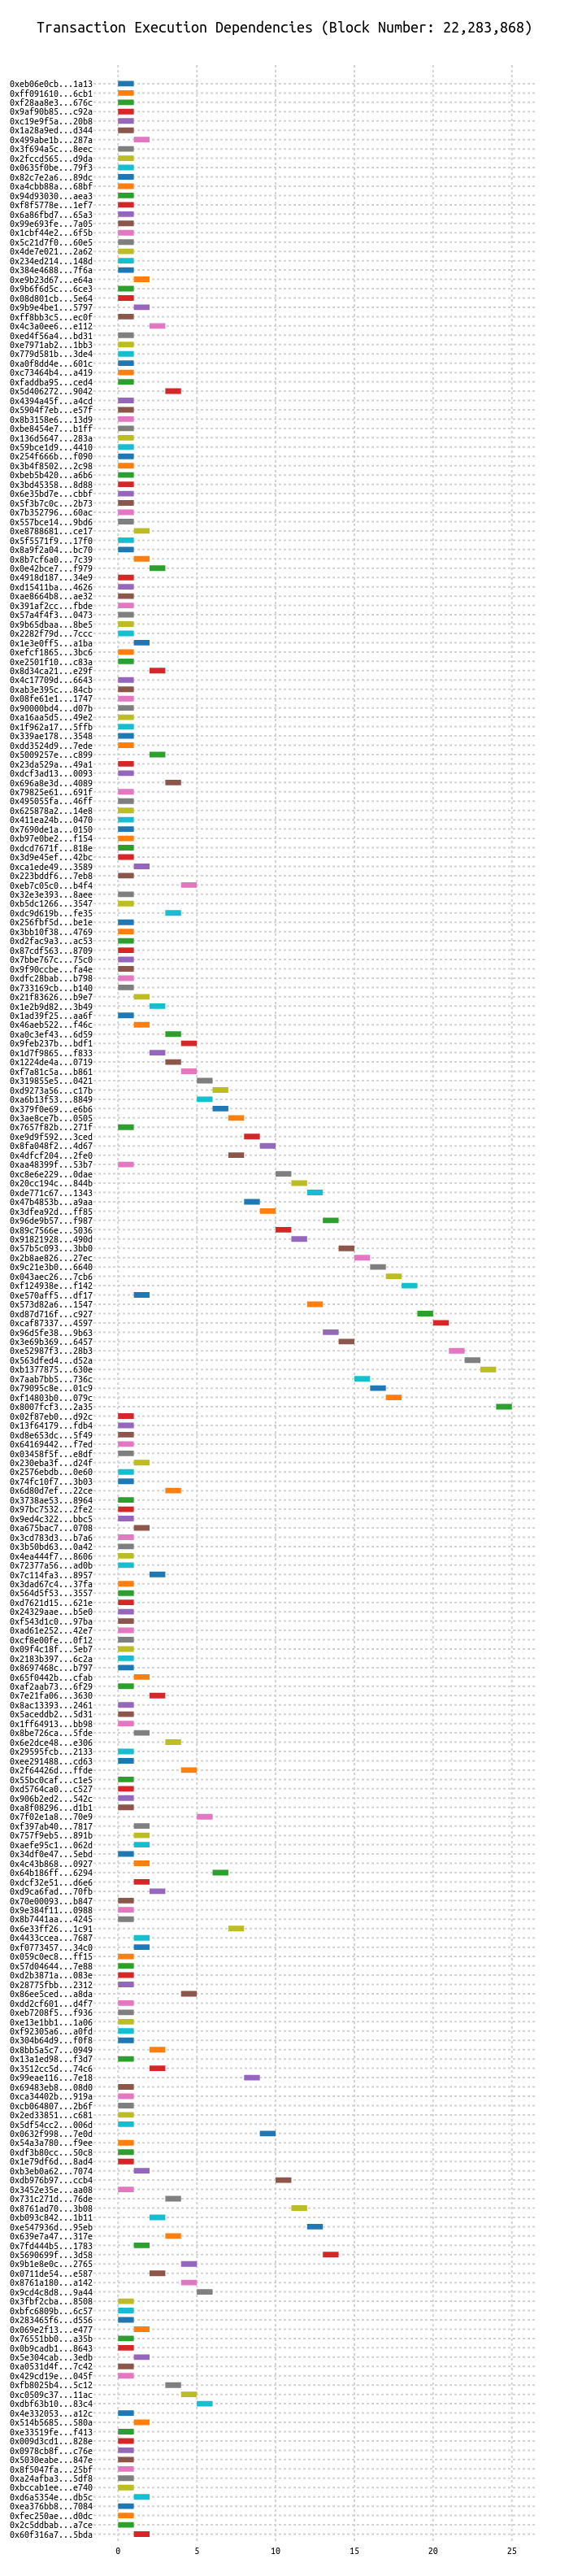 Transaction Execution Dependencies (Block Number: 22,283,868)
0xeb06e0cb...1a13
0xff091610...6cb1
0xf28aa8e3...676c
0x9af90b85...c92a
0xc19e9f5a...20b8
0x1a28a9ed...d344
0x499abe1b...287a
0x3f694a5c...8eec
0x2fccd565...d9da
0x0635f0be...79f3
0x82c7e2a6...89dc
0xa4cbb88a...68bf
0x94d93030...aea3
0xf8f5778e...1ef7
0x6a86fbd7...65a3
0x99e693fe...7a05
0x1cbf44e2...6f5b
0x5c21d7f0...60e5
0x4de7e021...2a62
0x234ed214...148d
0x384e4688...7f6a
0xe9b23d67...e64a
0x9b6f6d5c...6ce3
0x08d801cb...5e64
0x9b9e4be1...5797
0xff8bb3c5...ec0f
0x4c3a0ee6...e112
0xed4f56a4...bd31
0xe7971ab2...1bb3
0x779d581b...3de4
0xa0f8dd4e...601c
0xc73464b4...a419
0xfaddba95...ced4
0x5d406272...9042
0x4394a45f...a4cd
0x5904f7eb...e57f
0x8b3158e6...13d9
0xbe8454e7...b1ff
0x136d5647...283a
0x59bce1d9...4410
0x254f666b...f090
0x3b4f8502...2c98
0xbeb5b420...a6b6
0x3bd45358...8d88
0x6e35bd7e...cbbf
0x5f3b7c0c...2b73
0x7b352796...60ac
0x557bce14...9bd6
0xe8788681...ce17
0x5f5571f9...17f0
0x8a9f2a04...bc70
0x8b7cf6a0...7c39
0x0e42bce7...f979
0x4918d187...34e9
0xd15411ba...4626
0xae8664b8...ae32
0x391af2cc...fbde
0x57a4f4f3...0473
0x9b65dbaa...8be5
0x2282f79d...7ccc
0x1e3e0ff5...a1ba
0xefcf1865...3bc6
0xe2501f10...c83a
0x8d34ca21...e29f
0x4c17709d...6643
0xab3e395c...84cb
0x08fe61e1...1747
0x90000bd4...d07b
0xa16aa5d5...49e2
0x1f962a17...5ffb
0x339ae178...3548
0xdd3524d9...7ede
0x5009257e...c899
0x23da529a...49a1
0xdcf3ad13...0093
0x696a8e3d...4089
0x79825e61...691f
0x495055fa...46ff
0x625878a2...14e8
0x411ea24b...0470
0x7690de1a...0150
0xb97e0be2...f154
0xdcd7671f...818e
0x3d9e45ef...42bc
0xca1ede49...3589
0x223bddf6...7eb8
0xeb7c05c0...b4f4
0x32e3e393...8aee
0xb5dc1266...3547
0xdc9d619b...fe35
0x256fbf5d...be1e
0x3bb10f38...4769
0xd2fac9a3...ac53
0x87cdf563...8709
0x7bbe767c...75c0
0x9f90ccbe...fa4e
0xdfc28bab...b798
0x733169cb...b140
0x21f83626...b9e7
0x1e2b9d82...3b49
0x1ad39f25...aa6f
0x46aeb522...f46c
0xa0c3ef43...6d59
0x9feb237b...bdf1
0x1d7f9865...f833
0x1224de4a...0719
0xf7a81c5a...b861
0x319855e5...0421
0xd9273a56...c17b
0xa6b13f53...8849
0x379f0e69...e6b6
0x3ae8ce7b...0505
0x7657f82b...271f
0xe9d9f592...3ced
0x8fa048f2...4d67
0x4dfcf204...2fe0
0xaa48399f...53b7
0xc8e6e229...0dae
0x20cc194c...844b
0xde771c67...1343
0x47b4853b...a9aa
0x3dfea92d...ff85
0x96de9b57...f987
0x89c7566e...5036
0x91821928...490d
0x57b5c093...3bb0
0x2b8ae826...27ec
0x9c21e3b0...6640
0x043aec26...7cb6
0xf124938e...f142
0xe570aff5...df17
0x573d82a6...1547
0xd87d716f...c927
0xcaf87337...4597
0x96d5fe38...9b63
0x3e69b369...6457
0xe52987f3...28b3
0x563dfed4...d52a
0xb1377875...630e
0x7aab7bb5...736c
0x79095c8e...01c9
0xf14803b0...079c
0x8007fcf3...2a35
0x02f87eb0...d92c
0x13f64179...fdb4
0xd8e653dc...5f49
0x64169442...f7ed
0x03458f5f...e8df
0x230eba3f...d24f
0x2576ebdb...0e60
0x74fc10f7...3b03
0x6d80d7ef...22ce
0x3738ae53...8964
0x97bc7532...2fe2
0x9ed4c322...bbc5
0xa675bac7...0708
0x3cd783d3...b7a6
0x3b50bd63...0a42
0x4ea444f7...8606
0x72377a56...ad0b
0x7c114fa3...8957
0x3dad67c4...37fa
0x564d5f53...3557
0xd7621d15...621e
0x24329aae...b5e0
0xf543d1c0...97ba
0xad61e252...42e7
0xcf8e00fe...0f12
0x09f4c18f...5eb7
0x2183b397...6c2a
0x8697468c...b797
0x65f0442b...cfab
0xaf2aab73...6f29
0x7e21fa06...3630
0x8ac13393...2461
0x5aceddb2...5d31
0x1ff64913...bb98
0x8be726ca...5fde
0x6e2dce48...e306
0x29595fcb...2133
0xee291488...cd63
0x2f64426d...ffde
0x55bc0caf...c1e5
0xd5764ca0...c527
0x906b2ed2...542c
0xa8f08296...d1b1
0x7f02e1a8...70e9
0xf397ab40...7817
0x757f9eb5...891b
0xaefe95c1...062d
0x34df0e47...5ebd
0x4c43b868...0927
0x64b186ff...6294
0xdcf32e51...d6e6
0xd9ca6fad...70fb
0x70e00093...b847
0x9e384f11...0988
0x8b7441aa...4245
0x6e33ff26...1c91
0x4433ccea...7687
0xf0773457...34c0
0x059c0ec8...ff15
0x57d04644...7e88
0xd2b3871a...083e
0x28775fbb...2312
0x86ee5ced...a8da
0xdd2cf601...d4f7
0xeb7208f5...f936
0xe13e1bb1...1a06
0xf92305a6...a0fd
0x304b64d9...f0f8
0x8bb5a5c7...0949
0x13a1ed98...f3d7
0x3512cc5d...74c6
0x99eae116...7e18
0x69483eb8...08d0
0xca34402b...919a
0xcb064807...2b6f
0x2ed33851...c681
0x5df54cc2...006d
0x0632f998...7e0d
0x54a3a780...f9ee
0xdf3b80cc...50c8
0x1e79df6d...8ad4
0xb3eb0a62...7074
0xdb976b97...ccb4
0x3452e35e...aa08
0x731c271d...76de
0x8761ad70...3b08
0xb093c842...1b11
0xe547936d...95eb
0x639e7a47...317e
0x7fd444b5...1783
0x5690699f...3d58
0x9b1e8e0c...2765
0x0711de54...e587
0x8761a180...a142
0x9cd4c8d8...9a44
0x3fbf2cba...8508
0xbfc6809b...6c57
0x283465f6...d556
0x069e2f13...e477
0x76551bb0...a35b
0x0b9cadb1...8643
0x5e304cab...3edb
0xa0531d4f...7c42
0x429cd19e...045f
0xfb8025b4...5c12
0xc0509c37...11ac
0xdbf63b10...83c4
0x4e332053...a12c
0x514b5685...580a
0xe33519fe...f413
0x009d3cd1...828e
0x0978cb8f...c76e
0x5030eabe...847e
0x8f5047fa...25bf
0xa24afba3...5df8
0xbccab1ee...e740
0xd6a5354e...db5c
0xea376bb8...7084
0xfec250ae...d0dc
0x2c5ddbab...a7ce
0x60f316a7...5bda
0 5 10 15 20 25